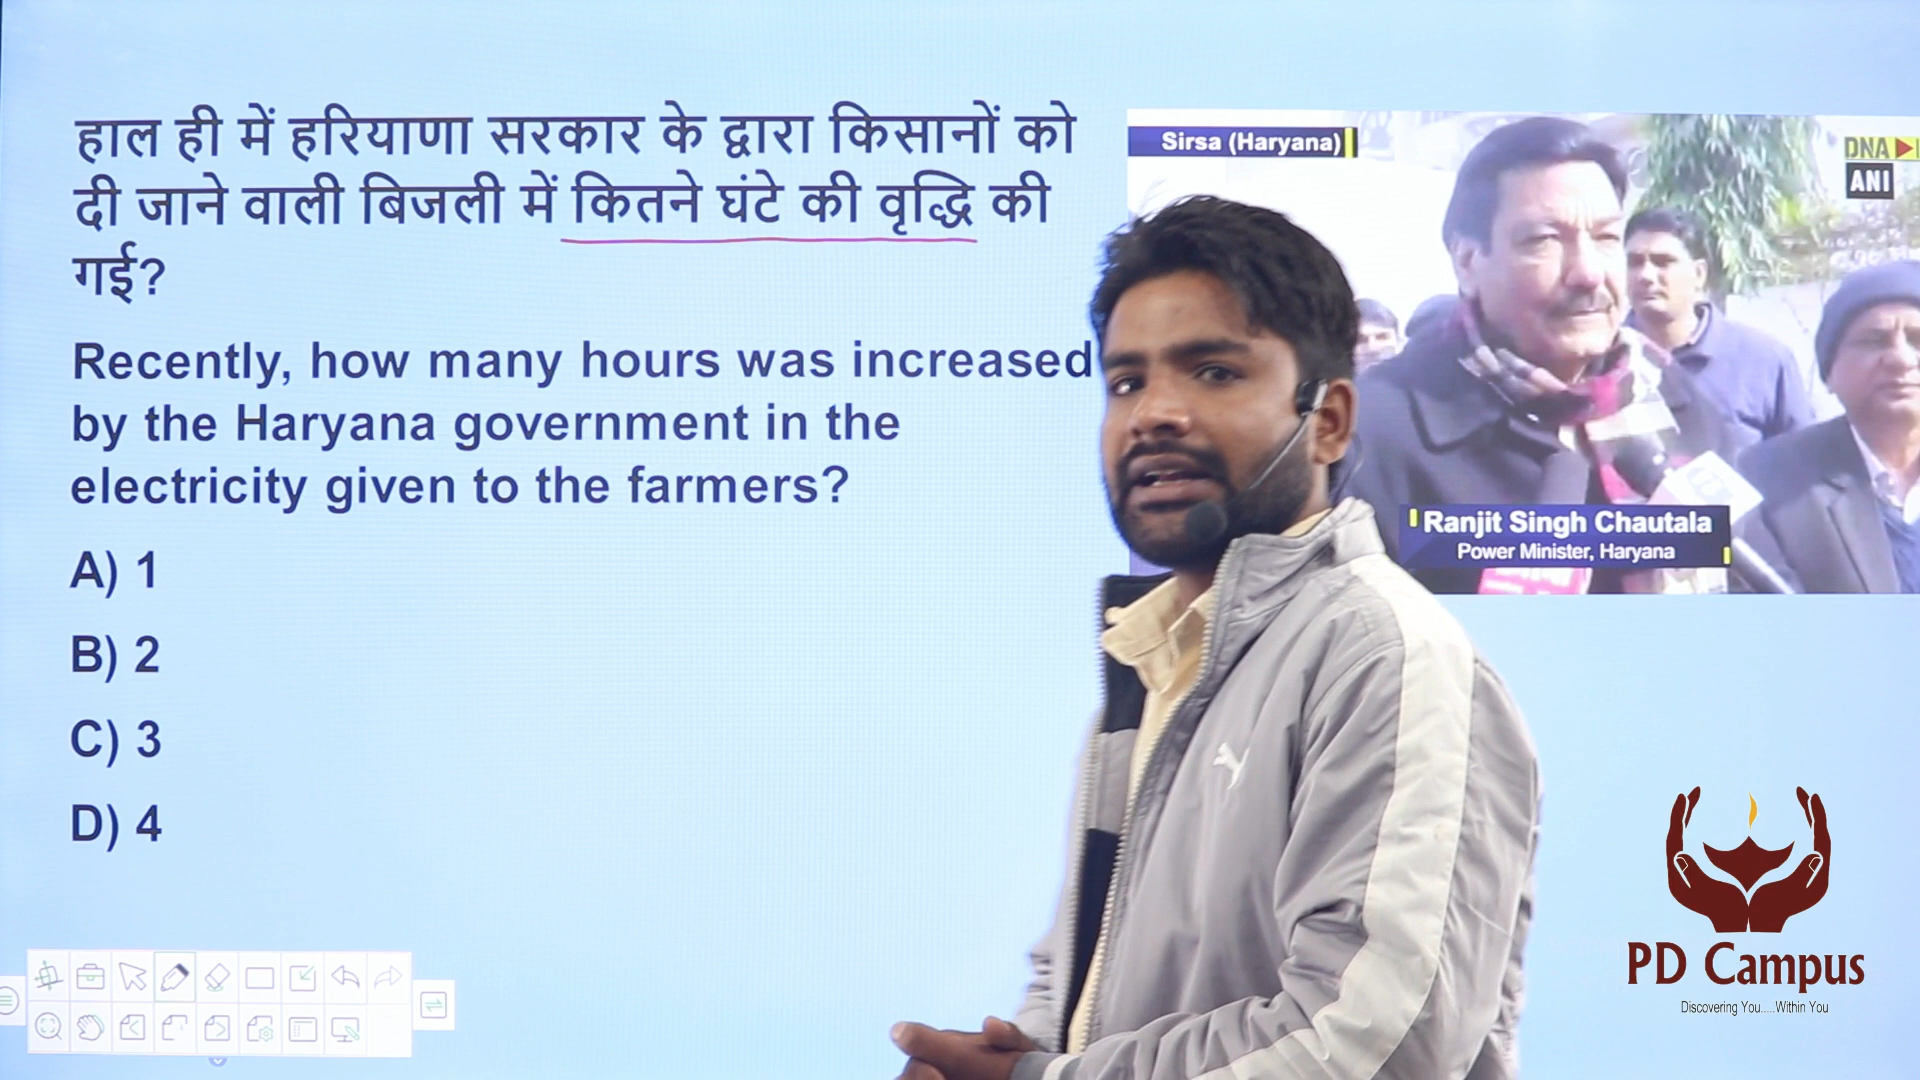 हाल ही में हरियाणा सरकार के द्वारा किसानों को
दी जाने वाली बिजली में कितने घंटे की वृद्धि की
गई?
Recently, how many hours was increased
by the Haryana government in the
electricity given to the farmers?
A) 1
B) 2
C) 3
D) 4
Sirsa (Haryana)
DNA
ANI
Ranjit Singh Chautala
Power Minister, Haryana
PD Campus
Discovering You.....Within You